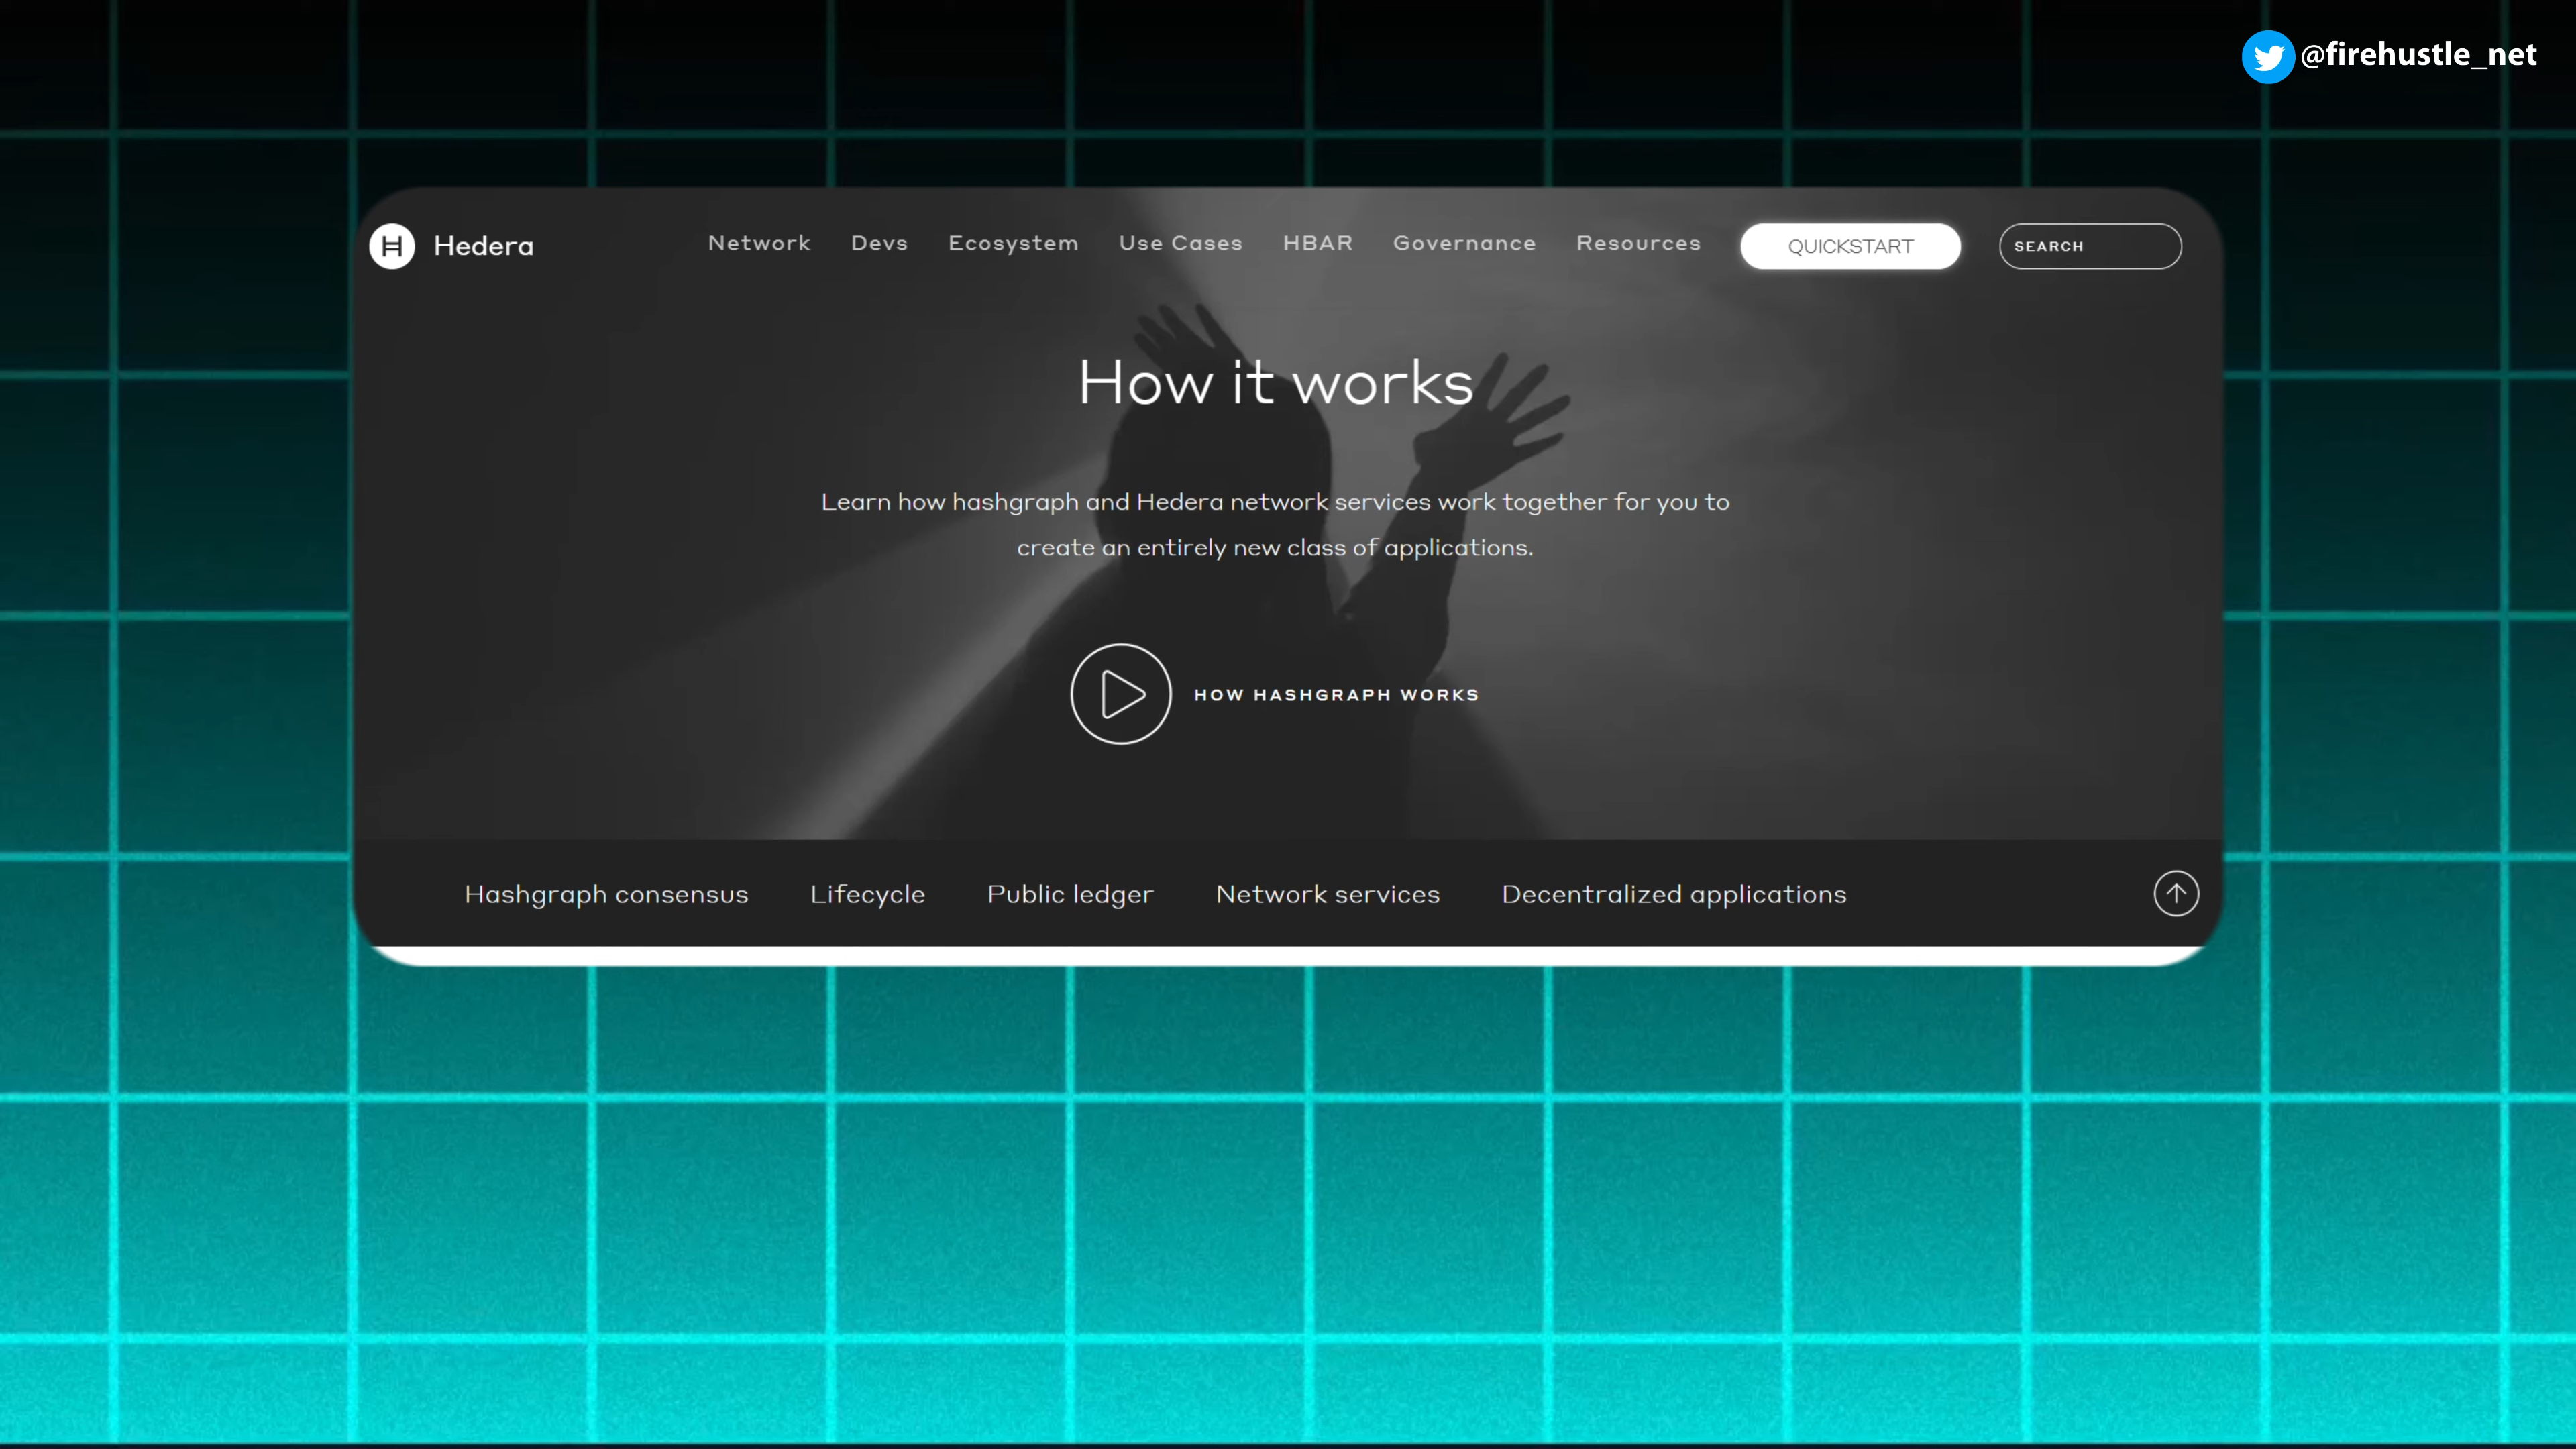 @firehustle_net
H Hedera Network Devs Ecosystem Use Cases HBAR Governance Resources QUICKSTART SEARCH
How it works
Learn how hashgraph and Hedera network services work together for you to
create an entirely new class of applications.
HOW HASHGRAPH WORKS
Hashgraph consensus Lifecycle Public ledger Network services Decentralized applications